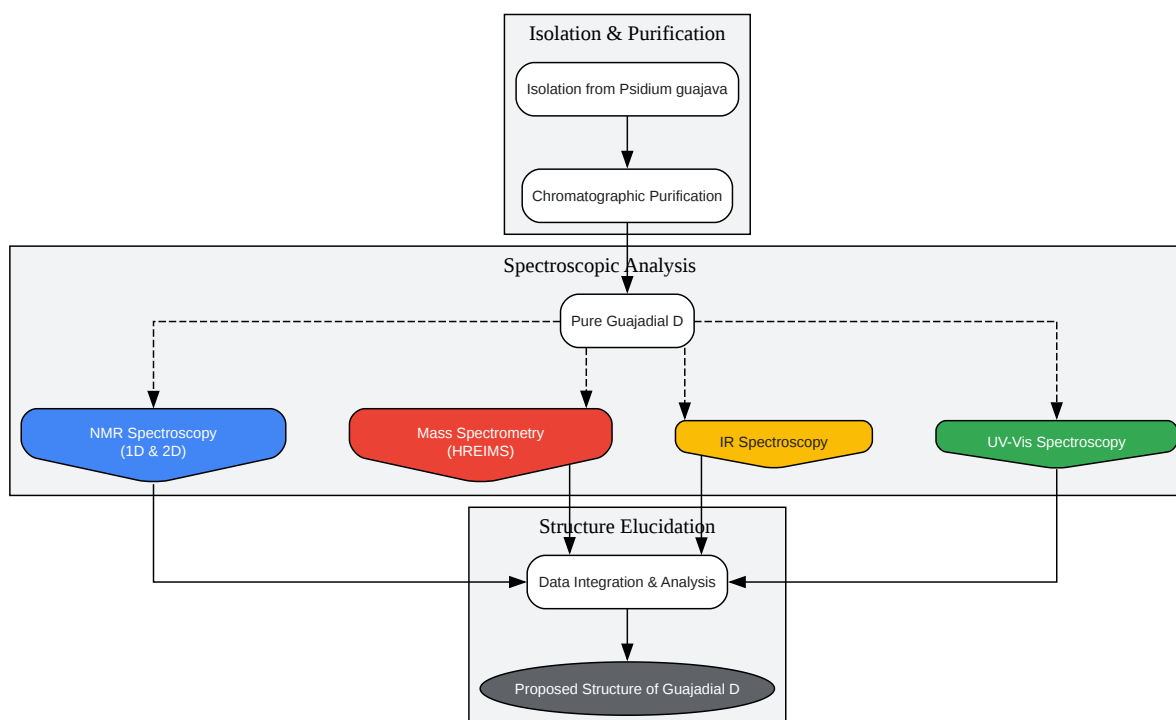 Isolation & Purification
Isolation from Psidium guajava
Chromatographic Purification
Spectroscopic Analysis
Pure Guajadial D
NMR Spectroscopy
(1D & 2D)
Mass Spectrometry
(HREIMS)
IR Spectroscopy
UV-Vis Spectroscopy
Structure Elucidation
Data Integration & Analysis
Proposed Structure of Guajadial D